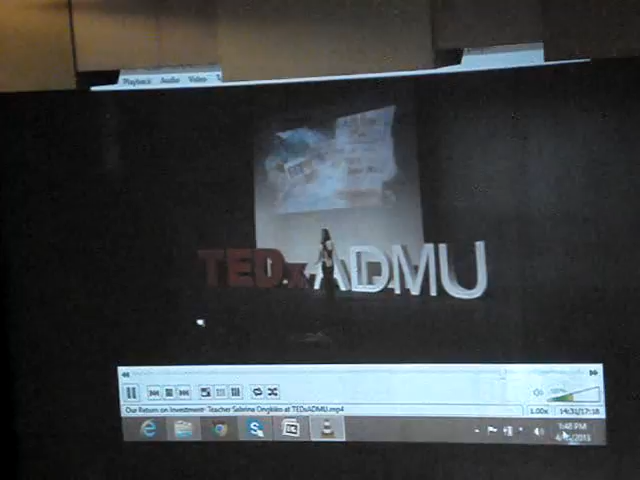 Playback Audio Video
TEDxADMU
Our Return on Investment- Teacher Sabrina Ongkiko at TEDxADMU.mp4
1.00x 14:31/17:18